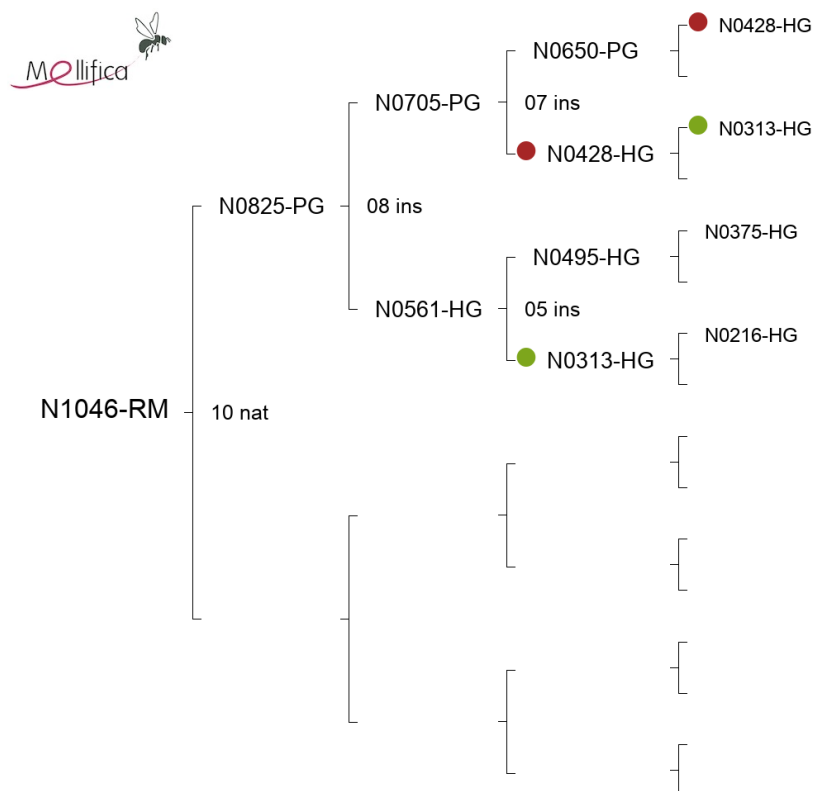 Mellifica
N0428-HG
N0650-PG
N0705-PG
07 ins
N0313-HG
N0428-HG
N0825-PG
08 ins
N0375-HG
N0495-HG
N0561-HG
05 ins
N0216-HG
N0313-HG
N1046-RM
10 nat